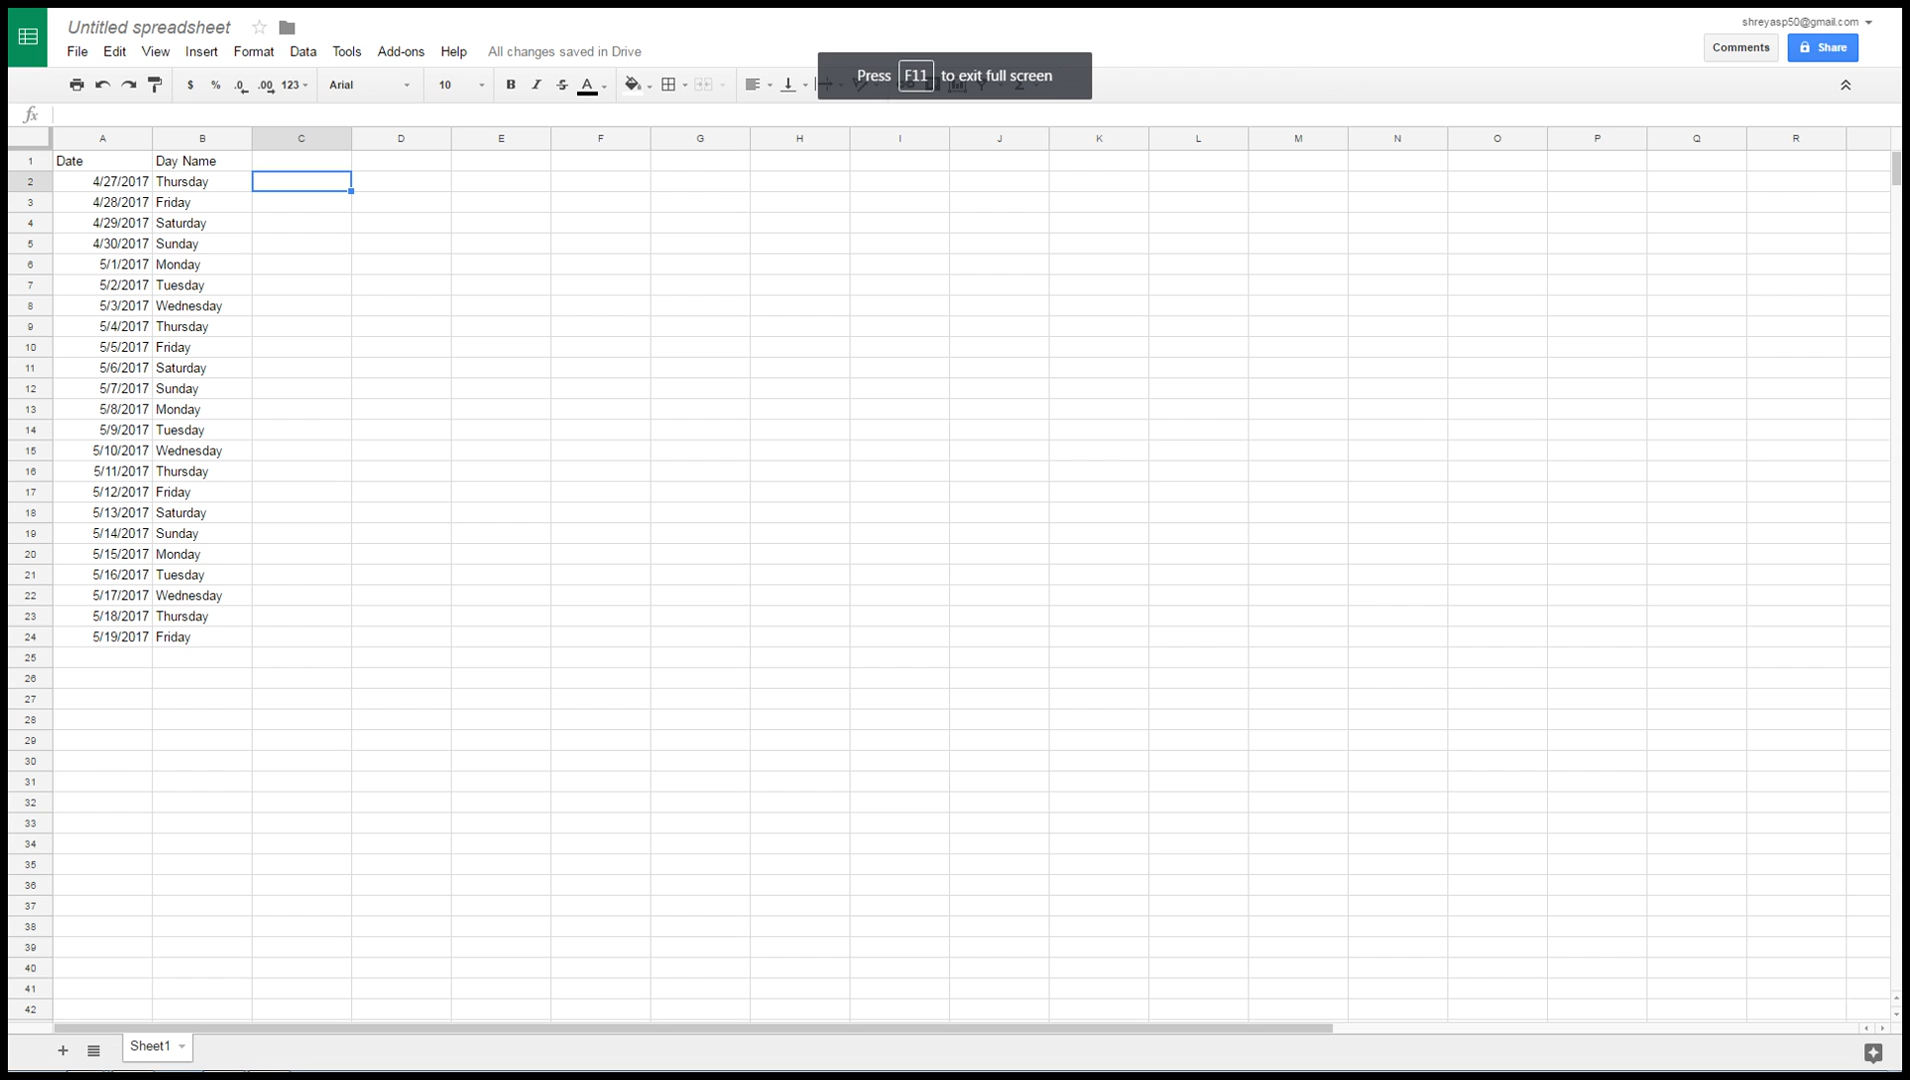 Untitled spreadsheet
shreyasp50@gmail.com
File Edit View Insert Format Data Tools Add-ons Help All changes saved in Drive
Comments Share
Press F11 to exit full screen
$ % .0 .00 123 Arial 10 B I S A
fx
A B C D E F G H I J K L M N O P Q R
1 Date Day Name
2 4/27/2017 Thursday
3 4/28/2017 Friday
4 4/29/2017 Saturday
5 4/30/2017 Sunday
6 5/1/2017 Monday
7 5/2/2017 Tuesday
8 5/3/2017 Wednesday
9 5/4/2017 Thursday
10 5/5/2017 Friday
11 5/6/2017 Saturday
12 5/7/2017 Sunday
13 5/8/2017 Monday
14 5/9/2017 Tuesday
15 5/10/2017 Wednesday
16 5/11/2017 Thursday
17 5/12/2017 Friday
18 5/13/2017 Saturday
19 5/14/2017 Sunday
20 5/15/2017 Monday
21 5/16/2017 Tuesday
22 5/17/2017 Wednesday
23 5/18/2017 Thursday
24 5/19/2017 Friday
25
26
27
28
29
30
31
32
33
34
35
36
37
38
39
40
41
42
Sheet1